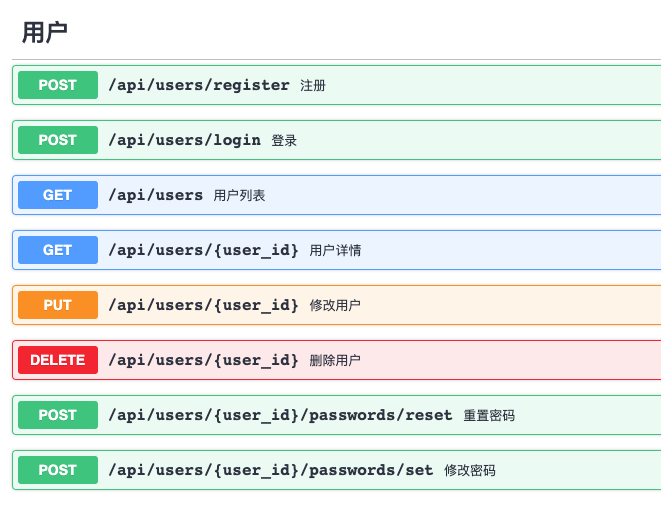 用户
POST /api/users/register 注册
POST /api/users/login 登录
GET /api/users 用户列表
GET /api/users/{user_id} 用户详情
PUT /api/users/{user_id} 修改用户
DELETE /api/users/{user_id} 删除用户
POST /api/users/{user_id}/passwords/reset 重置密码
POST /api/users/{user_id}/passwords/set 修改密码